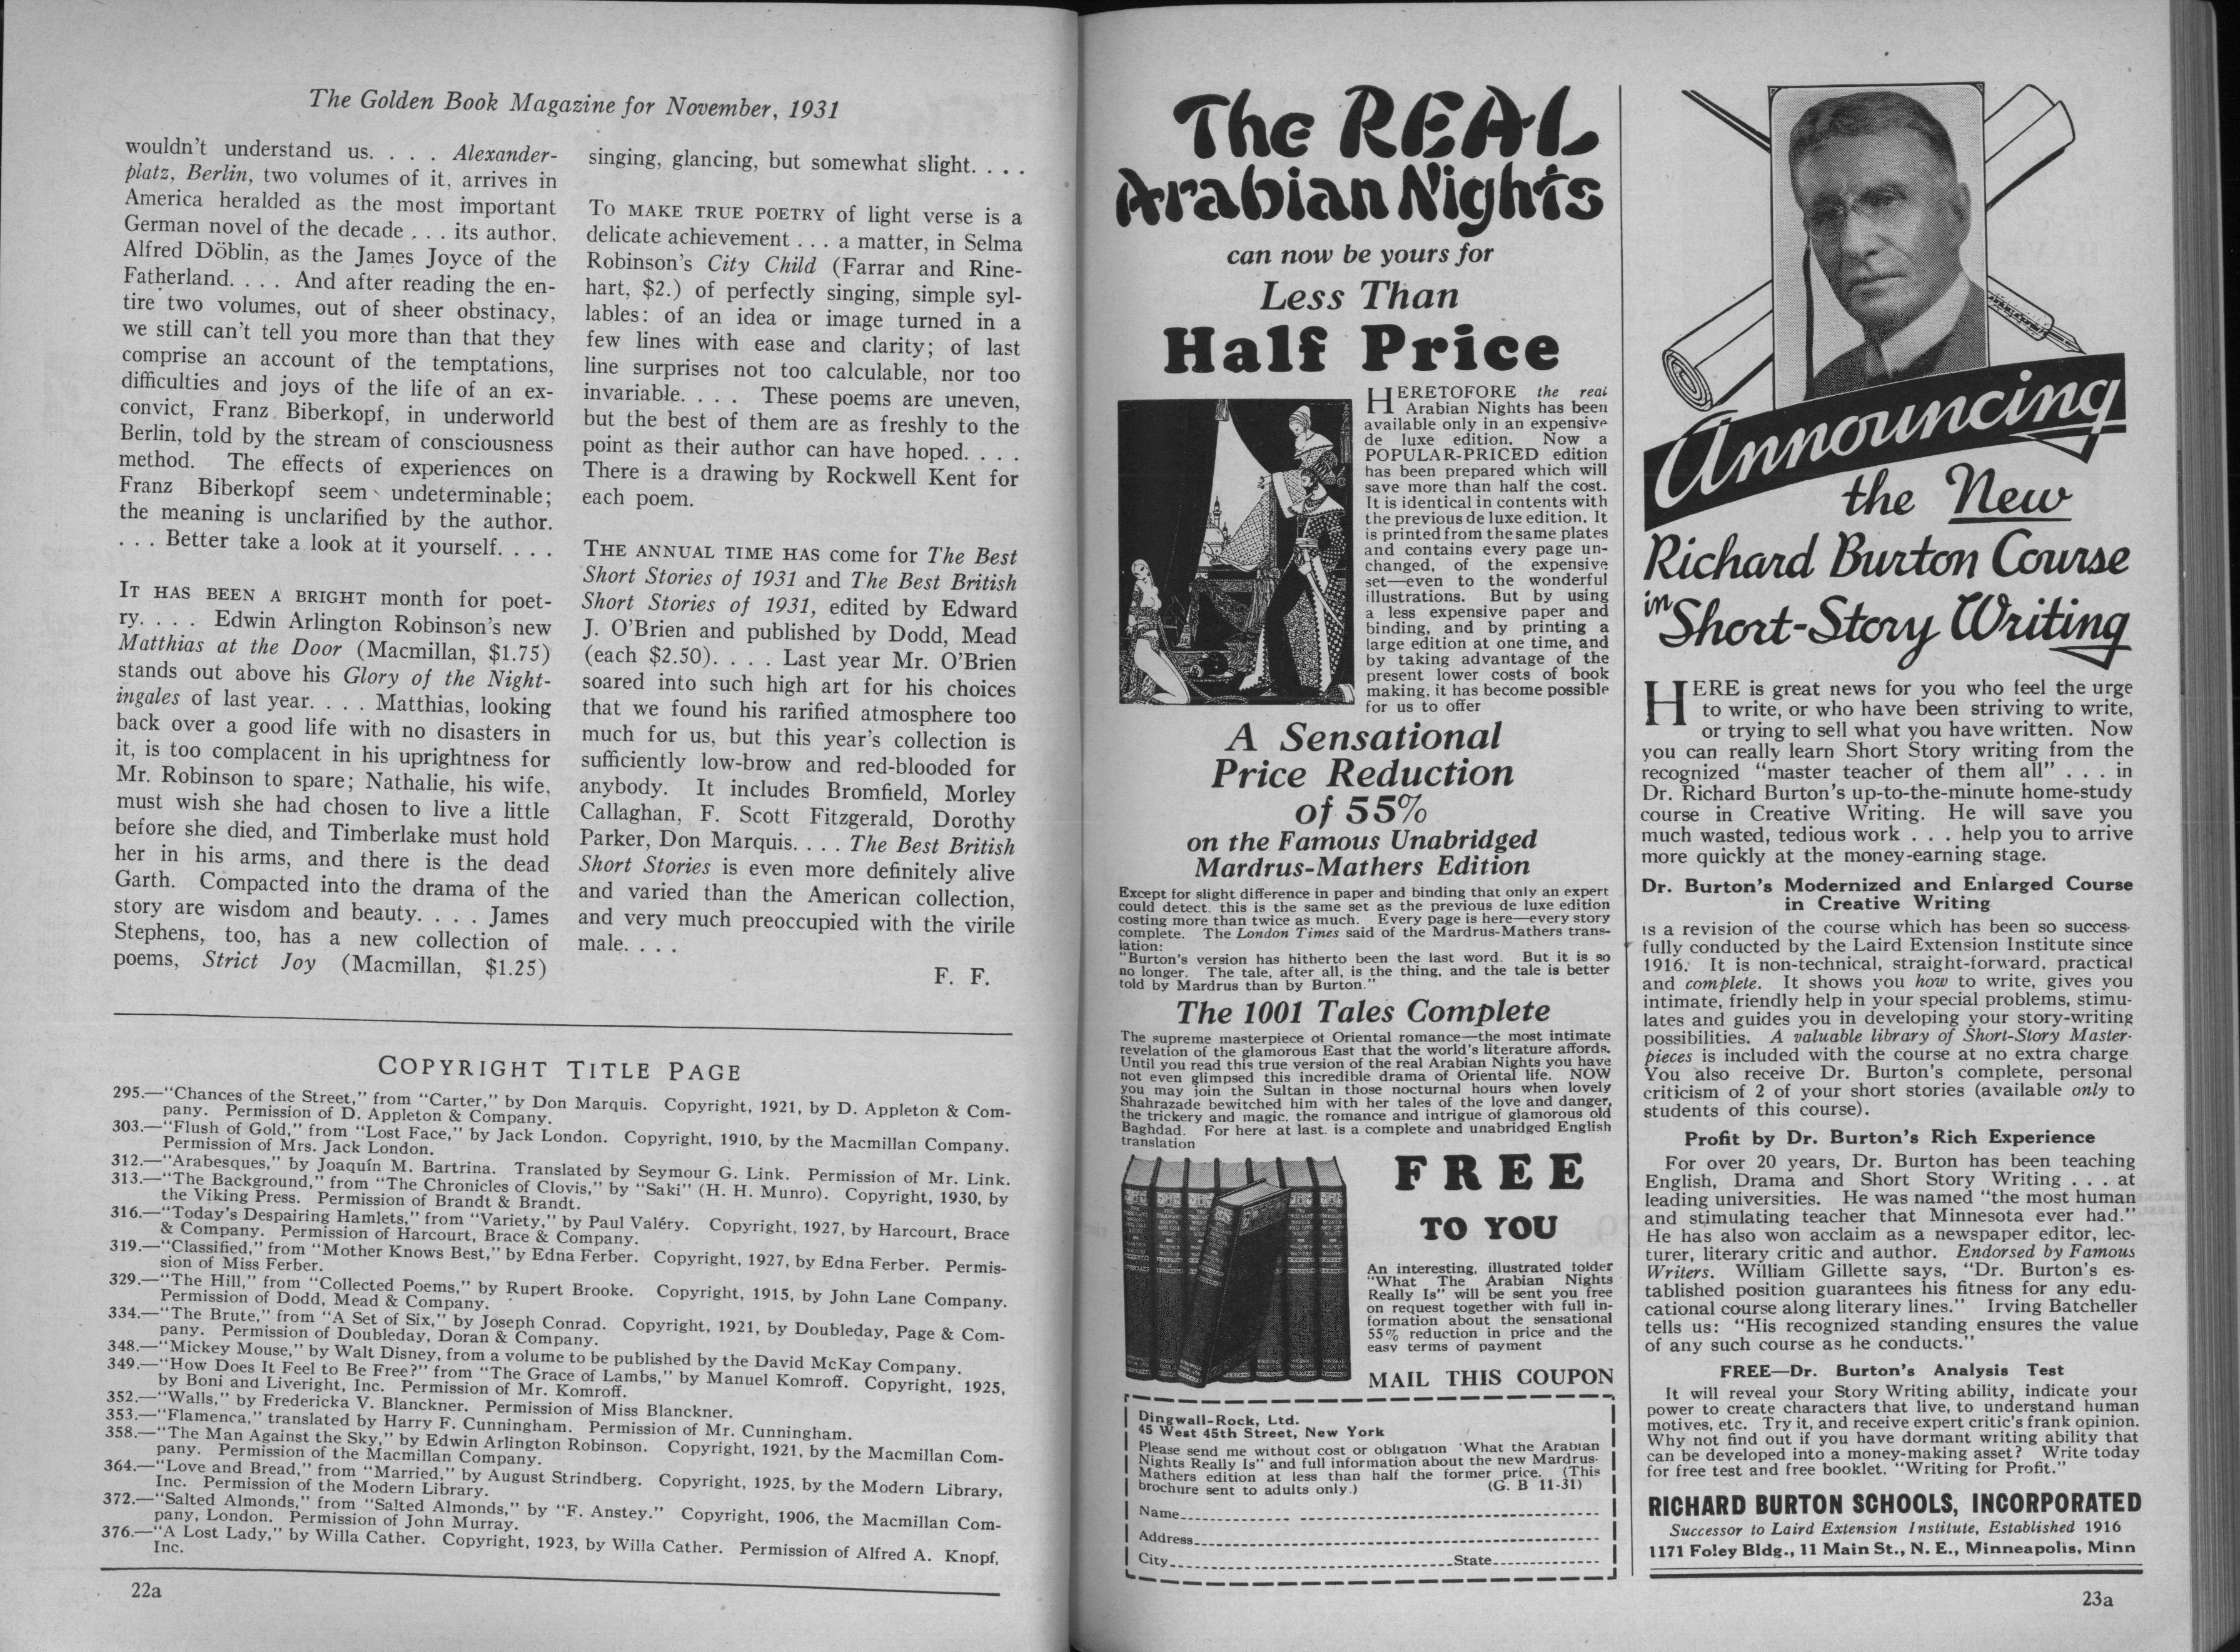 The Golden Book Magazine for November, 1931
wouldn't understand us. . . . Alexander-
platz, Berlin, two volumes of it, arrives in
America heralded as the most important
German novel of the decade . . . its author,
Alfred Döblin, as the James Joyce of the
Fatherland. . . . And after reading the en-
tire two volumes, out of sheer obstinacy,
we still can't tell you more than that they
comprise an account of the temptations,
difficulties and joys of the life of an ex-
convict, Franz Biberkopf, in underworld
Berlin, told by the stream of consciousness
method. The effects of experiences on
Franz Biberkopf seem undeterminable;
the meaning is unclarified by the author.
. . . Better take a look at it yourself. . . .
IT HAS BEEN A BRIGHT month for poet-
ry. . . . Edwin Arlington Robinson's new
Matthias at the Door (Macmillan, $1.75)
stands out above his Glory of the Night-
ingales of last year. . . . Matthias, looking
back over a good life with no disasters in
it, is too complacent in his uprightness for
Mr. Robinson to spare; Nathalie, his wife,
must wish she had chosen to live a little
before she died, and Timberlake must hold
her in his arms, and there is the dead
Garth. Compacted into the drama of the
story are wisdom and beauty. . . . James
Stephens, too, has a new collection of
poems, Strict Joy (Macmillan, $1.25)
singing, glancing, but somewhat slight. . . .
TO MAKE TRUE POETRY of light verse is a
delicate achievement . . . a matter, in Selma
Robinson's City Child (Farrar and Rine-
hart, $2.) of perfectly singing, simple syl-
lables: of an idea or image turned in a
few lines with ease and clarity; of last
line surprises not too calculable, nor too
invariable. . . . These poems are uneven,
but the best of them are as freshly to the
point as their author can have hoped. . . .
There is a drawing by Rockwell Kent for
each poem.
THE ANNUAL TIME HAS come for The Best
Short Stories of 1931 and The Best British
Short Stories of 1931, edited by Edward
J. O'Brien and published by Dodd, Mead
(each $2.50). . . . Last year Mr. O'Brien
soared into such high art for his choices
that we found his rarified atmosphere too
much for us, but this year's collection is
sufficiently low-brow and red-blooded for
anybody. It includes Bromfield, Morley
Callaghan, F. Scott Fitzgerald, Dorothy
Parker, Don Marquis. . . . The Best British
Short Stories is even more definitely alive
and varied than the American collection,
and very much preoccupied with the virile
male. . . .
F. F.
COPYRIGHT TITLE PAGE
295.—"Chances of the Street," from "Carter," by Don Marquis. Copyright, 1921, by D. Appleton & Com-
pany. Permission of D. Appleton & Company.
303.—"Flush of Gold," from "Lost Face," by Jack London. Copyright, 1910, by the Macmillan Company.
Permission of Mrs. Jack London.
312.—"Arabesques," by Joaquín M. Bartrina. Translated by Seymour G. Link. Permission of Mr. Link.
313.—"The Background," from "The Chronicles of Clovis," by "Saki" (H. H. Munro). Copyright, 1930, by
the Viking Press. Permission of Brandt & Brandt.
316.—"Today's Despairing Hamlets," from "Variety," by Paul Valéry. Copyright, 1927, by Harcourt, Brace
& Company. Permission of Harcourt, Brace & Company.
319.—"Classified," from "Mother Knows Best," by Edna Ferber. Copyright, 1927, by Edna Ferber. Permis-
sion of Miss Ferber.
329.—"The Hill," from "Collected Poems," by Rupert Brooke. Copyright, 1915, by John Lane Company.
Permission of Dodd, Mead & Company.
334.—"The Brute," from "A Set of Six," by Joseph Conrad. Copyright, 1921, by Doubleday, Page & Com-
pany. Permission of Doubleday, Doran & Company.
348.—"Mickey Mouse," by Walt Disney, from a volume to be published by the David McKay Company.
349.—"How Does It Feel to Be Free?" from "The Grace of Lambs," by Manuel Komroff. Copyright, 1925,
by Boni and Liveright, Inc. Permission of Mr. Komroff.
352.—"Walls," by Fredericka V. Blanckner. Permission of Miss Blanckner.
353.—"Flamenca," translated by Harry F. Cunningham. Permission of Mr. Cunningham.
358.—"The Man Against the Sky," by Edwin Arlington Robinson. Copyright, 1921, by the Macmillan Com-
pany. Permission of the Macmillan Company.
364.—"Love and Bread," from "Married," by August Strindberg. Copyright, 1925, by the Modern Library,
Inc. Permission of the Modern Library.
372.—"Salted Almonds," from "Salted Almonds," by "F. Anstey." Copyright, 1906, the Macmillan Com-
pany, London. Permission of John Murray.
376.—"A Lost Lady," by Willa Cather. Copyright, 1923, by Willa Cather. Permission of Alfred A. Knopf,
Inc.
22a
The REAL
Arabian Nights
can now be yours for
Less Than
Half Price
HERETOFORE the real
Arabian Nights has been
available only in an expensive
de luxe edition. Now a
POPULAR-PRICED edition
has been prepared which will
save more than half the cost.
It is identical in contents with
the previous de luxe edition. It
is printed from the same plates
and contains every page un-
changed, of the expensive
set—even to the wonderful
illustrations. But by using
a less expensive paper and
binding, and by printing a
large edition at one time, and
by taking advantage of the
present lower costs of book
making, it has become possible
for us to offer
A Sensational
Price Reduction
of 55%
on the Famous Unabridged
Mardrus-Mathers Edition
Except for slight difference in paper and binding that only an expert
could detect, this is the same set as the previous de luxe edition
costing more than twice as much. Every page is here—every story
complete. The London Times said of the Mardrus-Mathers trans-
lation:
"Burton's version has hitherto been the last word. But it is so
no longer. The tale, after all, is the thing, and the tale is better
told by Mardrus than by Burton."
The 1001 Tales Complete
The supreme masterpiece of Oriental romance—the most intimate
revelation of the glamorous East that the world's literature affords.
Until you read this true version of the real Arabian Nights you have
not even glimpsed this incredible drama of Oriental life. NOW
you may join the Sultan in those nocturnal hours when lovely
Shahrazade bewitched him with her tales of the love and danger,
the trickery and magic, the romance and intrigue of glamorous old
Baghdad. For here at last, is a complete and unabridged English
translation
FREE
TO YOU
An interesting, illustrated folder
"What The Arabian Nights
Really Is" will be sent you free
on request together with full in-
formation about the sensational
55% reduction in price and the
easy terms of payment
MAIL THIS COUPON
Dingwall-Rock, Ltd.
45 West 45th Street, New York
Please send me without cost or obligation "What the Arabian
Nights Really Is" and full information about the new Mardrus-
Mathers edition at less than half the former price. (This
brochure sent to adults only.) (G. B 11-31)
Name
Address
City State
Announcing
the New
Richard Burton Course
in Short-Story Writing
HERE is great news for you who feel the urge
to write, or who have been striving to write,
or trying to sell what you have written. Now
you can really learn Short Story writing from the
recognized "master teacher of them all" . . . in
Dr. Richard Burton's up-to-the-minute home-study
course in Creative Writing. He will save you
much wasted, tedious work . . . help you to arrive
more quickly at the money-earning stage.
Dr. Burton's Modernized and Enlarged Course
in Creative Writing
is a revision of the course which has been so success-
fully conducted by the Laird Extension Institute since
1916. It is non-technical, straight-forward, practical
and complete. It shows you how to write, gives you
intimate, friendly help in your special problems, stimu-
lates and guides you in developing your story-writing
possibilities. A valuable library of Short-Story Master-
pieces is included with the course at no extra charge
You also receive Dr. Burton's complete, personal
criticism of 2 of your short stories (available only to
students of this course).
Profit by Dr. Burton's Rich Experience
For over 20 years, Dr. Burton has been teaching
English, Drama and Short Story Writing . . . at
leading universities. He was named "the most human
and stimulating teacher that Minnesota ever had."
He has also won acclaim as a newspaper editor, lec-
turer, literary critic and author. Endorsed by Famous
Writers. William Gillette says, "Dr. Burton's es-
tablished position guarantees his fitness for any edu-
cational course along literary lines." Irving Batcheller
tells us: "His recognized standing ensures the value
of any such course as he conducts."
FREE—Dr. Burton's Analysis Test
It will reveal your Story Writing ability, indicate your
power to create characters that live, to understand human
motives, etc. Try it, and receive expert critic's frank opinion.
Why not find out if you have dormant writing ability that
can be developed into a money-making asset? Write today
for free test and free booklet, "Writing for Profit."
RICHARD BURTON SCHOOLS, INCORPORATED
Successor to Laird Extension Institute, Established 1916
1171 Foley Bldg., 11 Main St., N. E., Minneapolis, Minn
23a